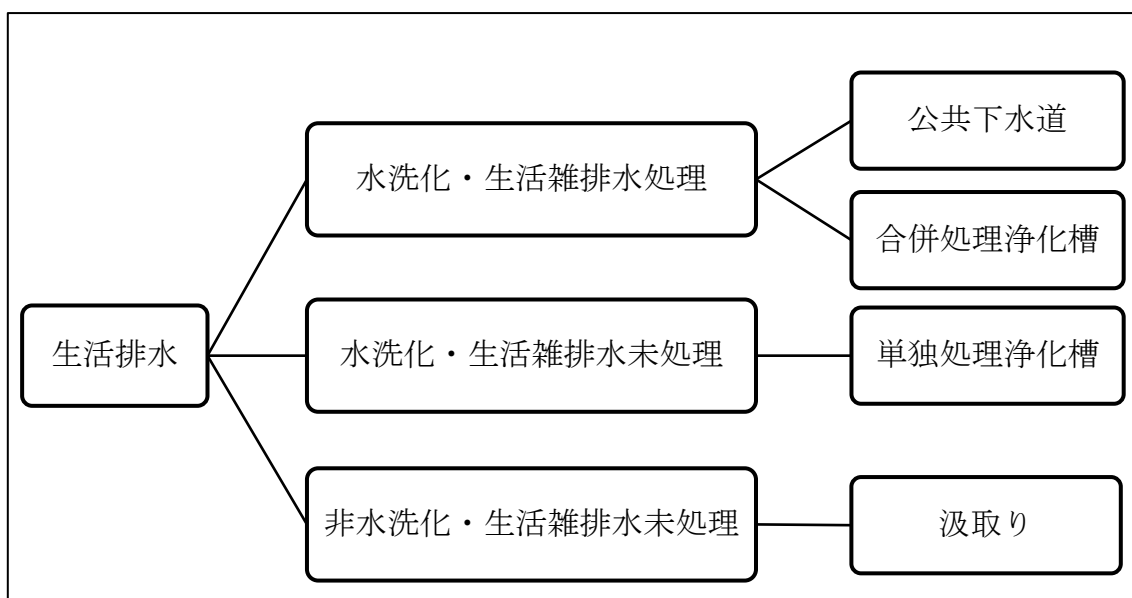 生活排水
水洗化・生活雑排水処理
公共下水道
合併処理浄化槽
水洗化・生活雑排水未処理
単独処理浄化槽
非水洗化・生活雑排水未処理
汲取り